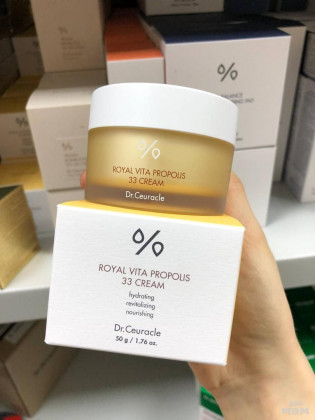 %
ROYAL VITA PROPOLIS
33 CREAM
Dr.Ceuracle
%
ROYAL VITA PROPOLIS
33 CREAM
hydrating
revitalizing
nourishing
Dr.Ceuracle
50 g / 1.76 oz.
%